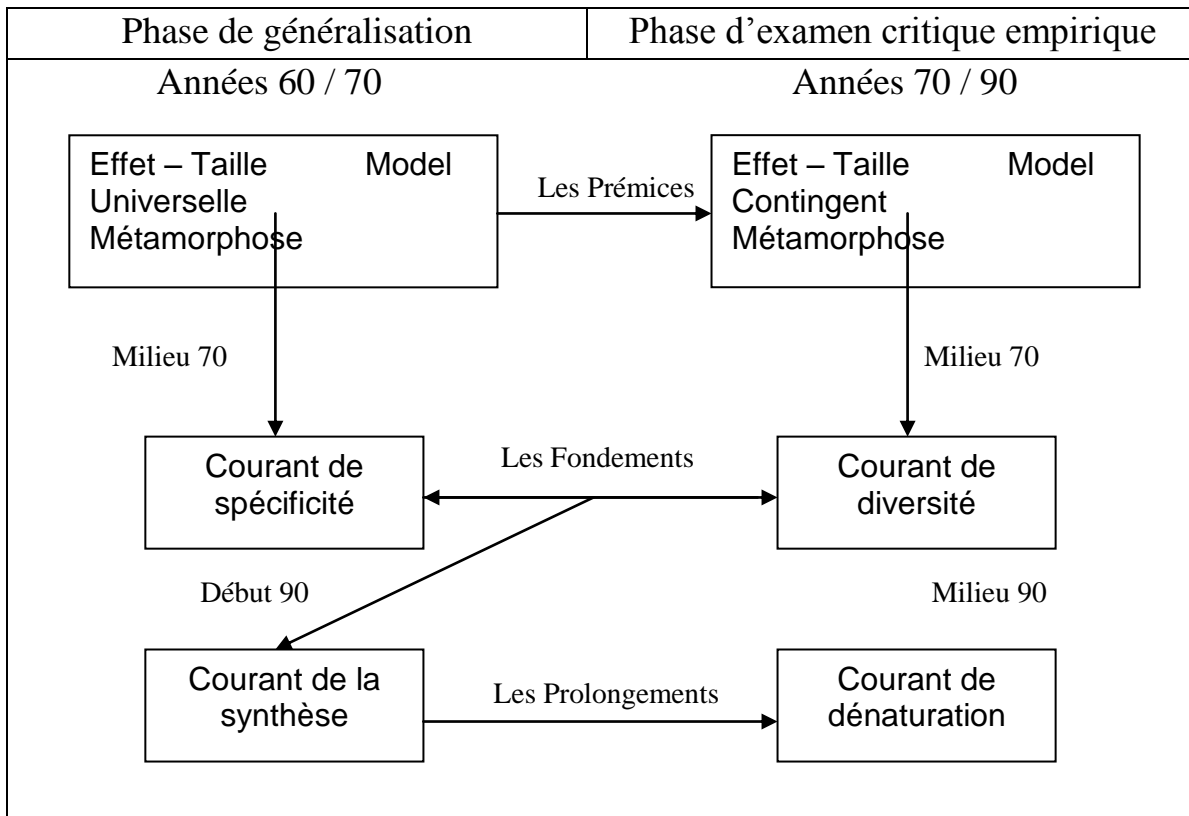 Phase de généralisation
Phase d’examen critique empirique
Années 60 / 70
Années 70 / 90
Effet – Taille Model
Universelle
Métamorphose
Les Prémices
Effet – Taille Model
Contingent
Métamorphose
Milieu 70
Milieu 70
Courant de
spécificité
Les Fondements
Courant de
diversité
Début 90
Milieu 90
Courant de la
synthèse
Les Prolongements
Courant de
dénaturation